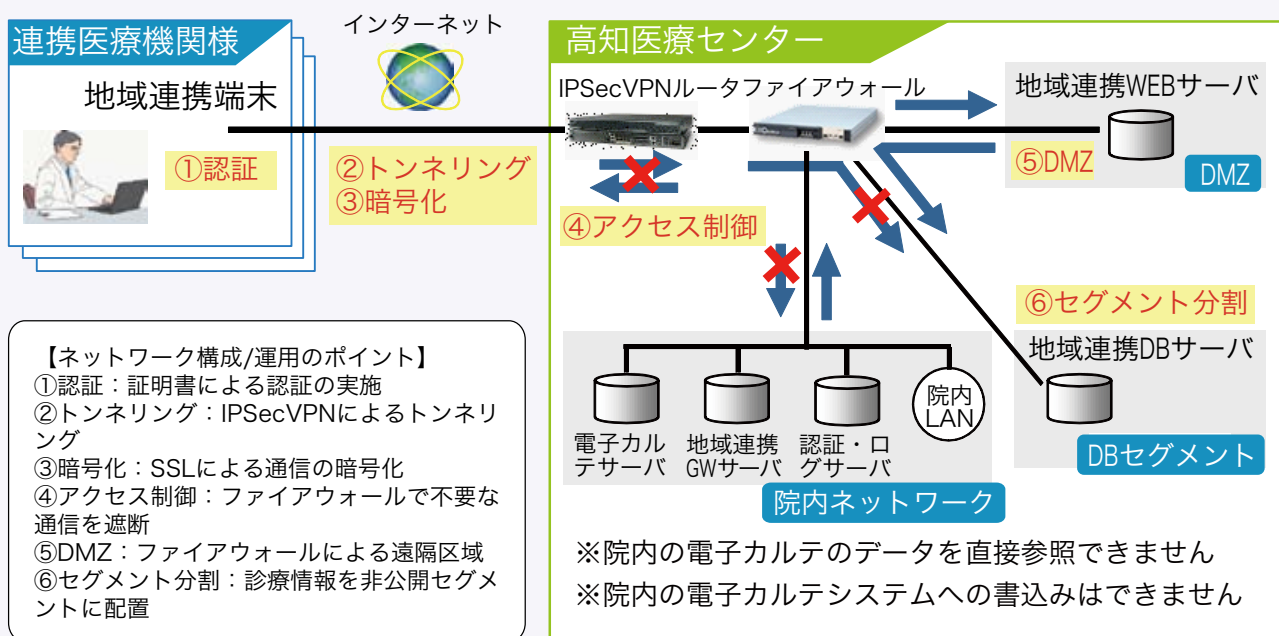 連携医療機関様
地域連携端末
①認証
インターネット
②トンネリング
③暗号化
高知医療センター
IPSecVPNルータファイアウォール
④アクセス制御
地域連携WEBサーバ
⑤DMZ
DMZ
⑥セグメント分割
地域連携DBサーバ
DBセグメント
電子カル
テサーバ
地域連携
GWサーバ
認証・ロ
グサーバ
院内
LAN
院内ネットワーク
※院内の電子カルテのデータを直接参照できません
※院内の電子カルテシステムへの書込みはできません
【ネットワーク構成/運用のポイント】
①認証：証明書による認証の実施
②トンネリング：IPSecVPNによるトンネリ
ング
③暗号化：SSLによる通信の暗号化
④アクセス制御：ファイアウォールで不要な
通信を遮断
⑤DMZ：ファイアウォールによる遠隔区域
⑥セグメント分割：診療情報を非公開セグメ
ントに配置